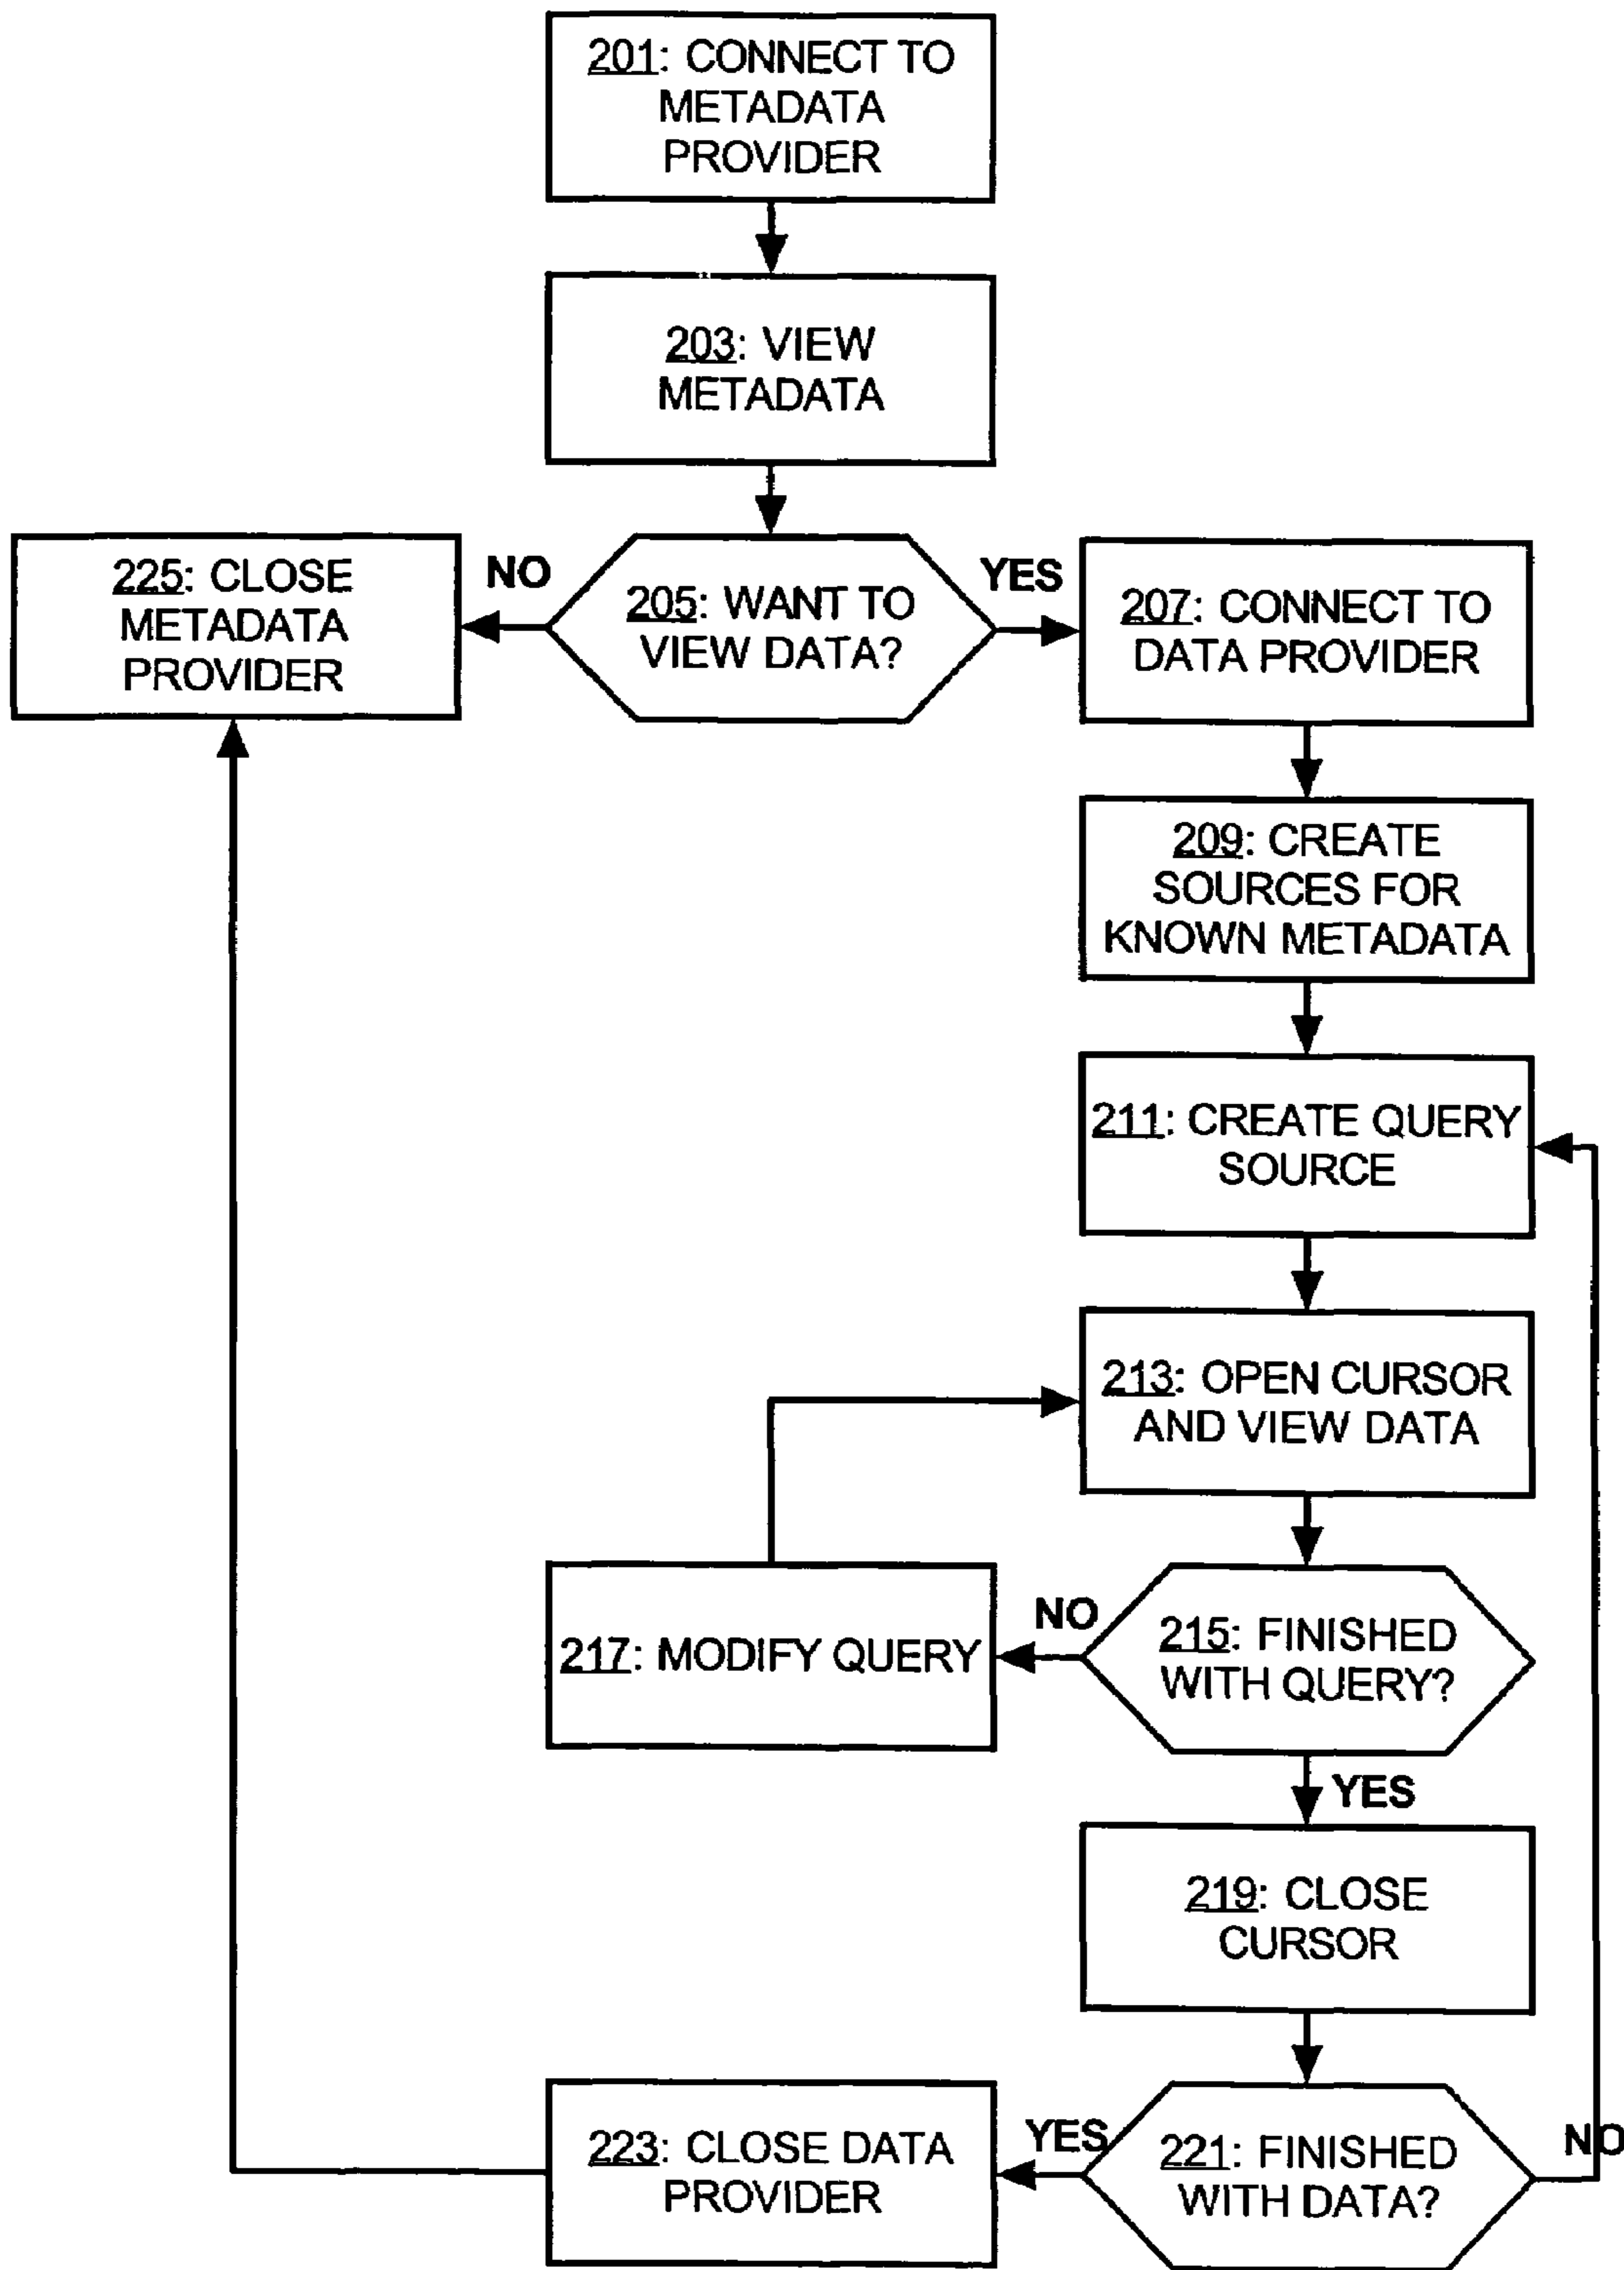 201: CONNECT TO
METADATA
PROVIDER
203: VIEW
METADATA
225: CLOSE
METADATA
PROVIDER
NO
205: WANT TO
VIEW DATA?
YES
207: CONNECT TO
DATA PROVIDER
209: CREATE
SOURCES FOR
KNOWN METADATA
211: CREATE QUERY
SOURCE
213: OPEN CURSOR
AND VIEW DATA
217: MODIFY QUERY
NO
215: FINISHED
WITH QUERY?
YES
219: CLOSE
CURSOR
223: CLOSE DATA
PROVIDER
YES
221: FINISHED
WITH DATA?
NO